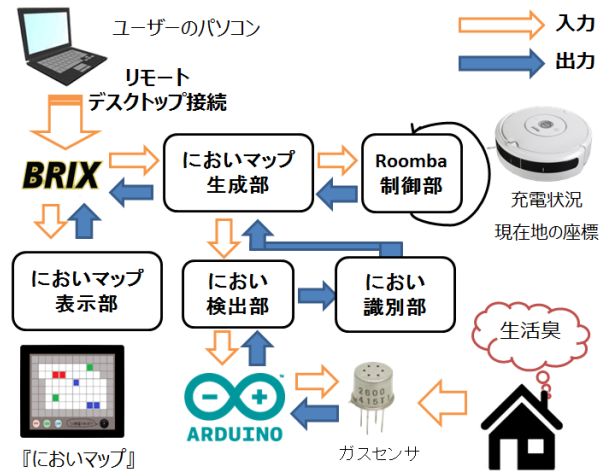 ユーザーのパソコン
入力
出力
リモート
デスクトップ接続
BRIX
においマップ
生成部
Roomba
制御部
充電状況
現在地の座標
においマップ
表示部
におい
検出部
におい
識別部
生活臭
2600
ARDUINO
ガスセンサ
『においマップ』